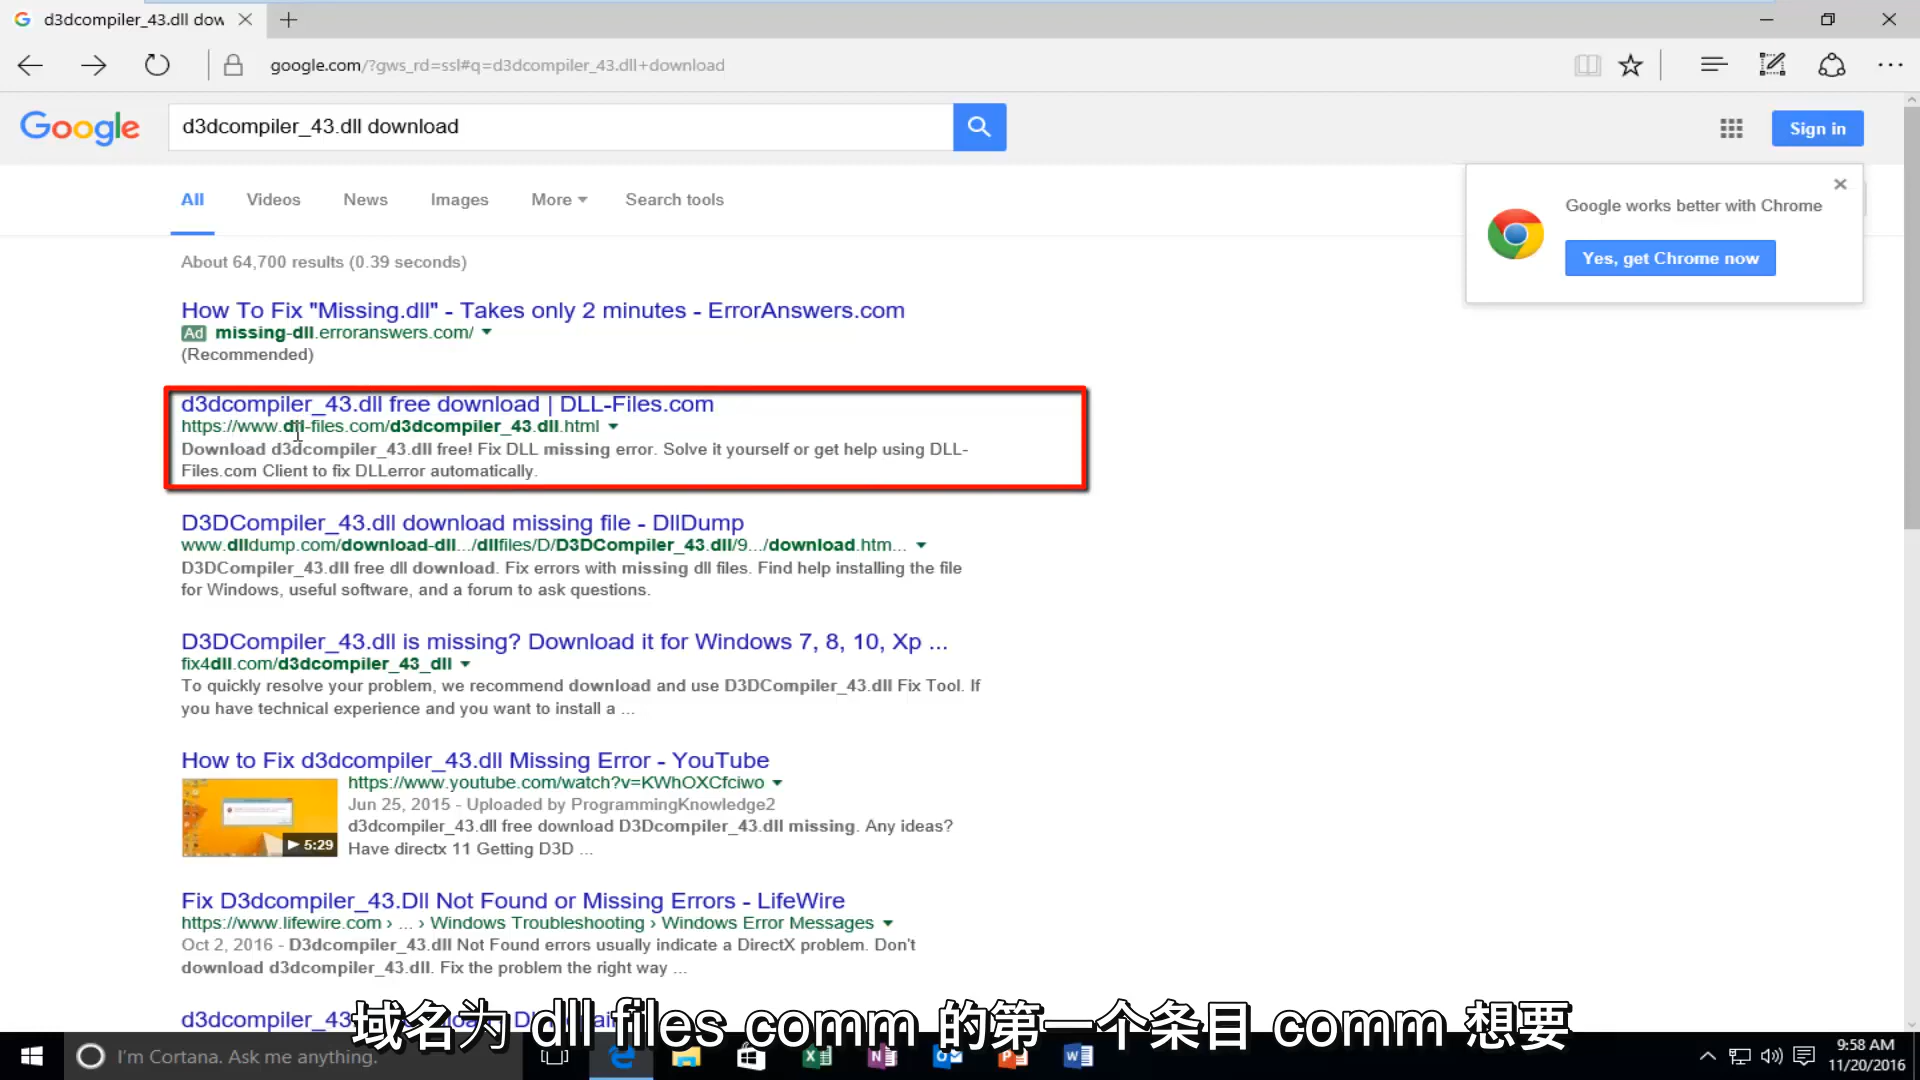 d3dcompiler_43.dll dow
google.com/?gws_rd=ssl#q=d3dcompiler_43.dll+download
Google
d3dcompiler_43.dll download
Sign in
All Videos News Images More Search tools
Google works better with Chrome
Yes, get Chrome now
About 64,700 results (0.39 seconds)
How To Fix "Missing.dll" - Takes only 2 minutes - ErrorAnswers.com
Ad missing-dll.erroranswers.com/
(Recommended)
d3dcompiler_43.dll free download | DLL-Files.com
https://www.dll-files.com/d3dcompiler_43.dll.html
Download d3dcompiler_43.dll free! Fix DLL missing error. Solve it yourself or get help using DLL-
Files.com Client to fix DLLerror automatically.
D3DCompiler_43.dll download missing file - DllDump
www.dlldump.com/download-dll.../dllfiles/D/D3DCompiler_43.dll/9.../download.htm...
D3DCompiler_43.dll free dll download. Fix errors with missing dll files. Find help installing the file
for Windows, useful software, and a forum to ask questions.
D3DCompiler_43.dll is missing? Download it for Windows 7, 8, 10, Xp ...
fix4dll.com/d3dcompiler_43_dll
To quickly resolve your problem, we recommend download and use D3DCompiler_43.dll Fix Tool. If
you have technical experience and you want to install a ...
How to Fix d3dcompiler_43.dll Missing Error - YouTube
https://www.youtube.com/watch?v=KWhOXCfciwo
Jun 25, 2015 - Uploaded by ProgrammingKnowledge2
d3dcompiler_43.dll free download D3Dcompiler_43.dll missing. Any ideas?
5:29
Have directx 11 Getting D3D ...
Fix D3dcompiler_43.Dll Not Found or Missing Errors - LifeWire
https://www.lifewire.com › ... › Windows Troubleshooting › Windows Error Messages
Oct 2, 2016 - D3dcompiler_43.dll Not Found errors usually indicate a DirectX problem. Don't
download d3dcompiler_43.dll. Fix the problem the right way ...
域名为 dll files comm 的第一个条目 comm 想要
I'm Cortana. Ask me anything.
9:58 AM
11/20/2016